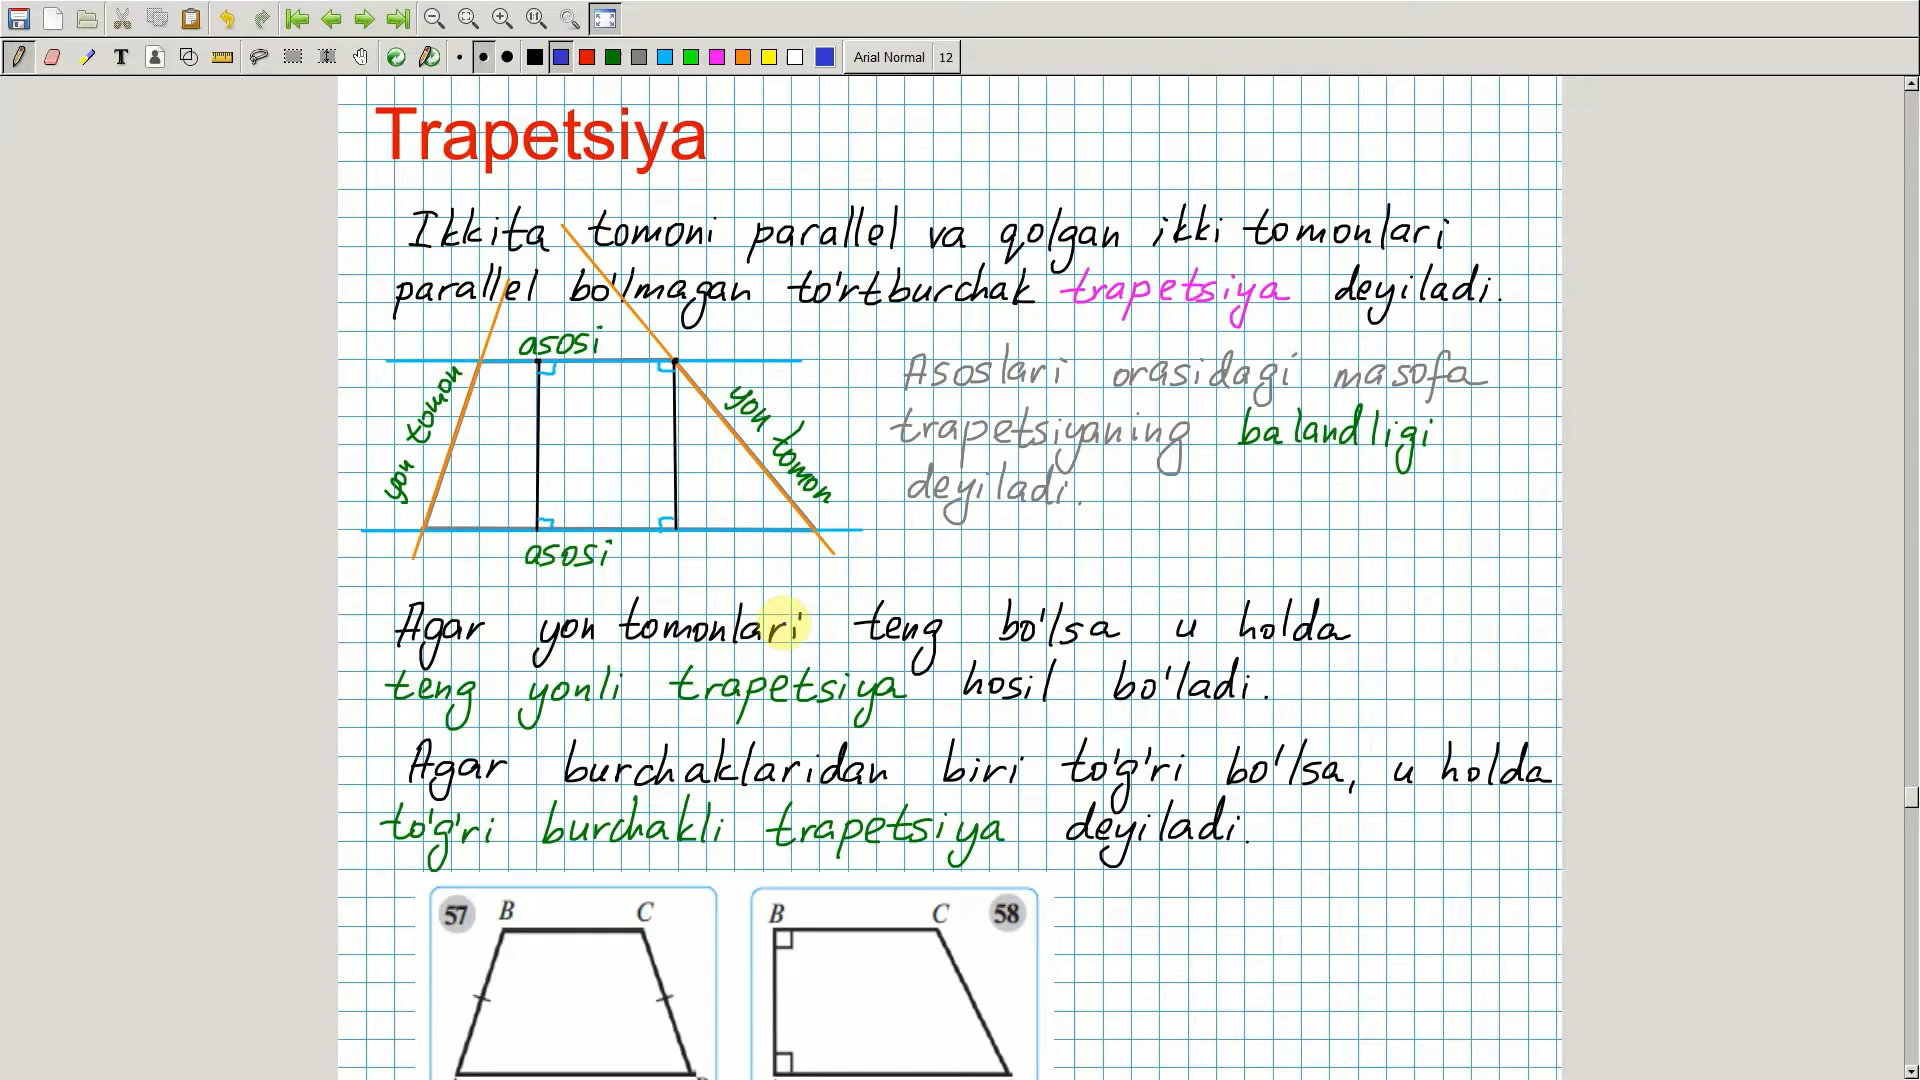 Arial Normal 12
Trapetsiya
Ikkita tomoni parallel va qolgan ikki tomonlari
parallel bo'lmagan to'rtburchak trapetsiya deyiladi.
asosi
yon tomon
yon tomon
asosi
Asoslari orasidagi masofa
trapetsiyaning balandligi
deyiladi.
Agar yon tomonlari teng bo'lsa u holda
teng yonli trapetsiya hosil bo'ladi.
Agar burchaklaridan biri to'g'ri bo'lsa, u holda
to'g'ri burchakli trapetsiya deyiladi.
57 B C
B C 58